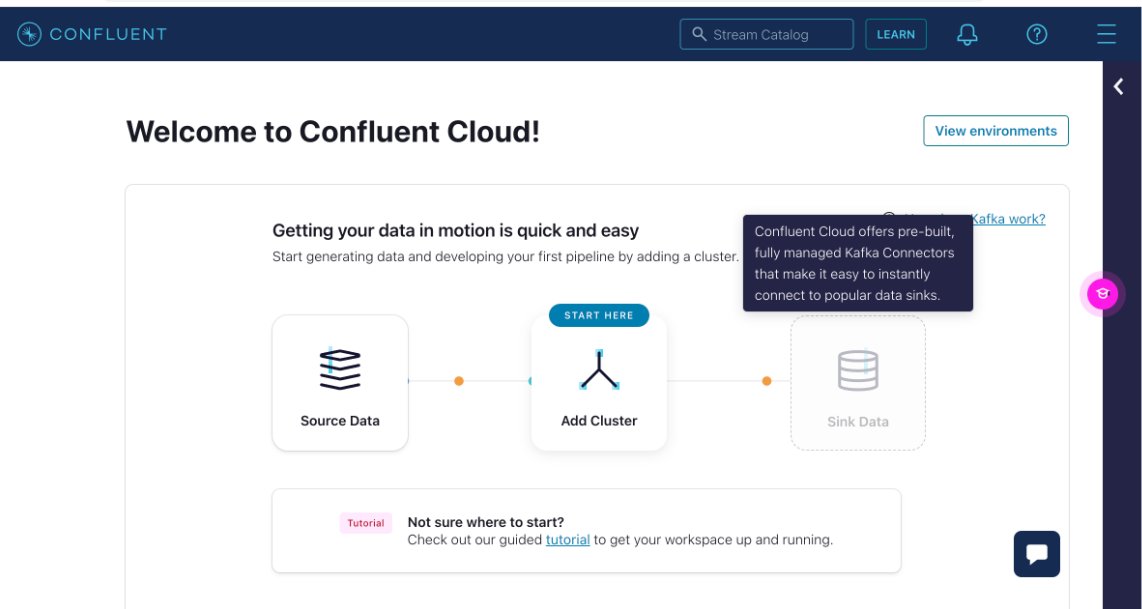 CONFLUENT
Stream Catalog
LEARN
Welcome to Confluent Cloud!
View environments
Getting your data in motion is quick and easy
Start generating data and developing your first pipeline by adding a cluster.
Kafka work?
Confluent Cloud offers pre-built,
fully managed Kafka Connectors
that make it easy to instantly
connect to popular data sinks.
START HERE
Source Data
Add Cluster
Sink Data
Tutorial
Not sure where to start?
Check out our guided tutorial to get your workspace up and running.